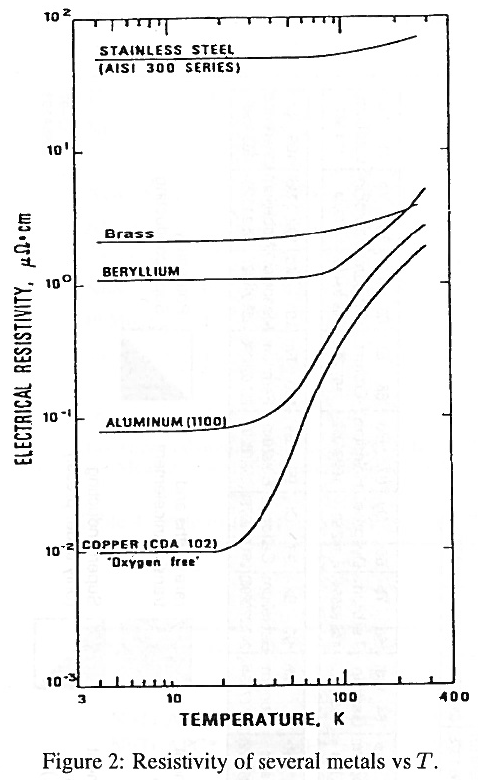 10²
STAINLESS STEEL
(AISI 300 SERIES)
10¹
Brass
BERYLLIUM
10⁰
ELECTRICAL RESISTIVITY, μΩ•cm
ALUMINUM (1100)
10⁻¹
COPPER (CDA 102)
"Oxygen free"
10⁻²
10⁻³
3 10 100 400
TEMPERATURE, K
Figure 2: Resistivity of several metals vs T.